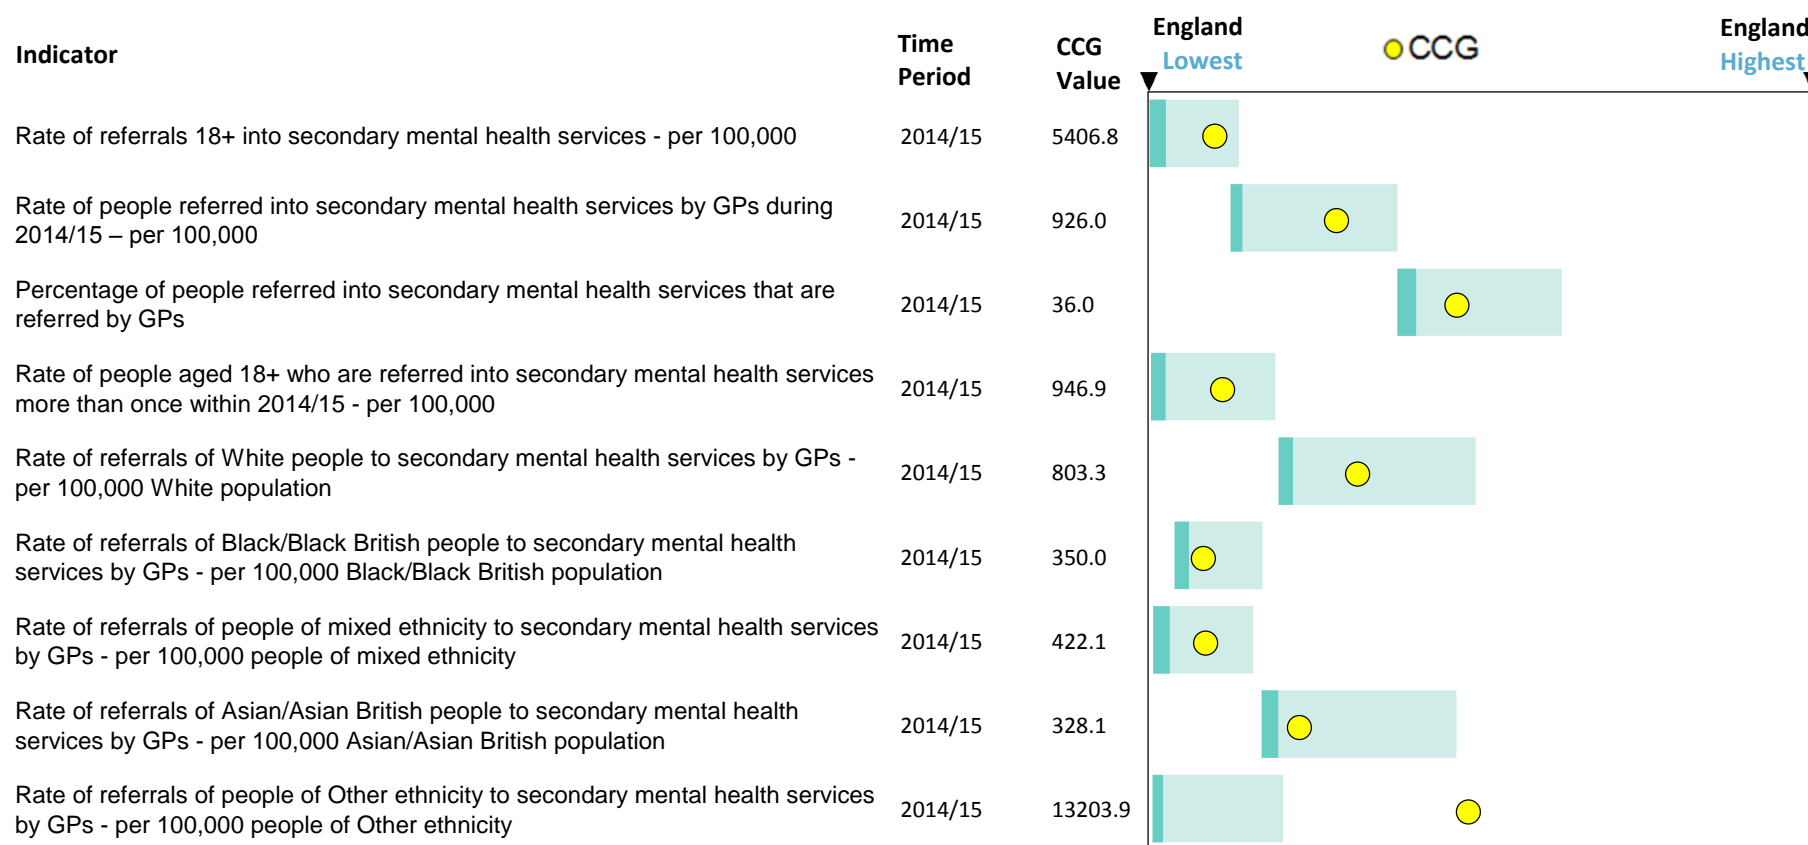 Indicator
Time
Period
CCG
Value
England
Lowest
CCG
England
Highest
Rate of referrals 18+ into secondary mental health services - per 100,000
2014/15
5406.8
Rate of people referred into secondary mental health services by GPs during
2014/15 – per 100,000
2014/15
926.0
Percentage of people referred into secondary mental health services that are
referred by GPs
2014/15
36.0
Rate of people aged 18+ who are referred into secondary mental health services
more than once within 2014/15 - per 100,000
2014/15
946.9
Rate of referrals of White people to secondary mental health services by GPs -
per 100,000 White population
2014/15
803.3
Rate of referrals of Black/Black British people to secondary mental health
services by GPs - per 100,000 Black/Black British population
2014/15
350.0
Rate of referrals of people of mixed ethnicity to secondary mental health services
by GPs - per 100,000 people of mixed ethnicity
2014/15
422.1
Rate of referrals of Asian/Asian British people to secondary mental health
services by GPs - per 100,000 Asian/Asian British population
2014/15
328.1
Rate of referrals of people of Other ethnicity to secondary mental health services
by GPs - per 100,000 people of Other ethnicity
2014/15
13203.9